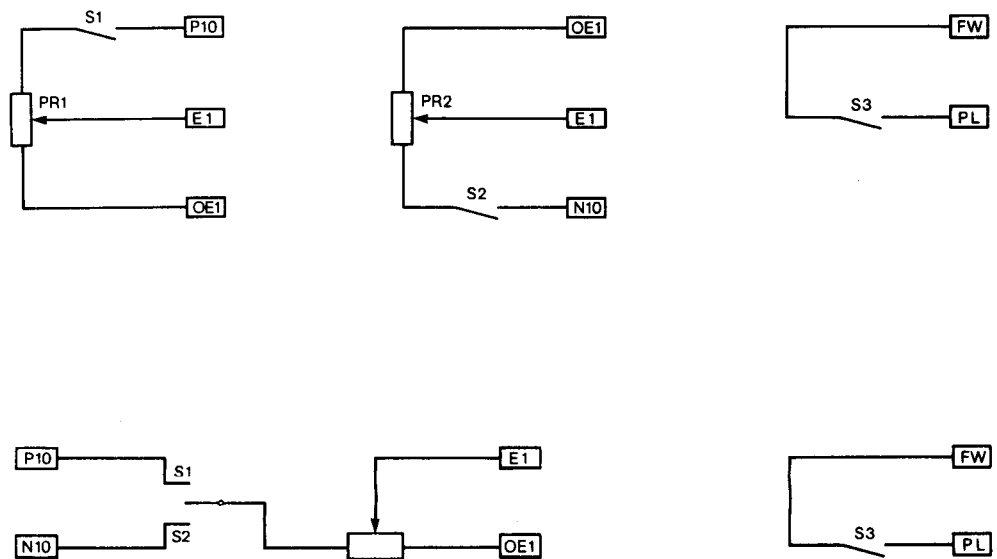 S1 P10
PR1 E1
OE1
OE1
PR2 E1
S2 N10
FW
S3 PL
P10 S1
N10 S2
E1
OE1
FW
S3 PL